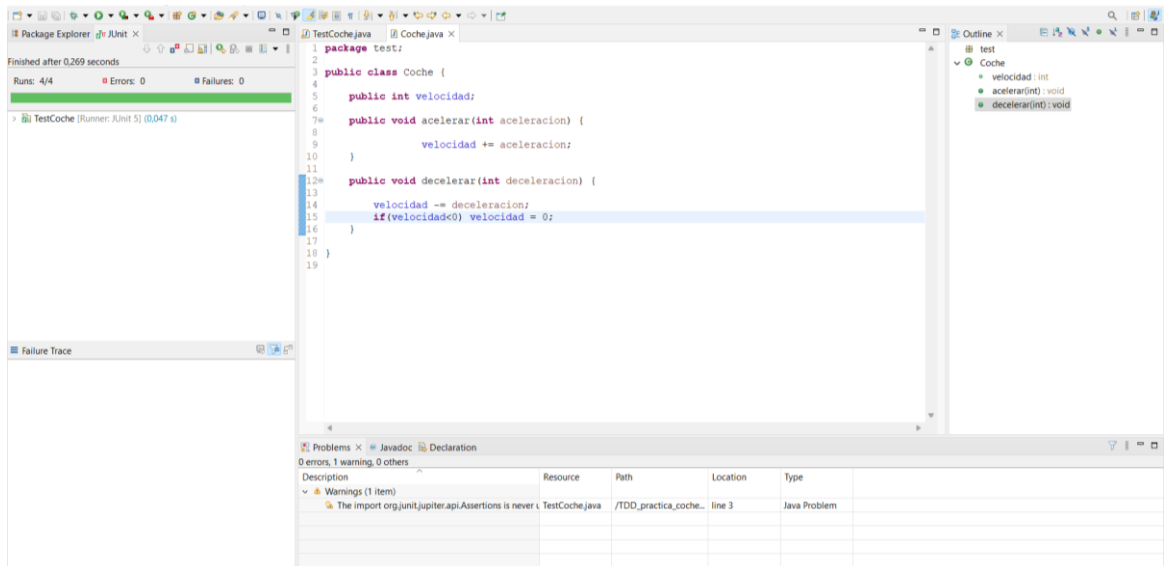 Package Explorer JUnit
Finished after 0,269 seconds
Runs: 4/4 Errors: 0 Failures: 0
TestCoche [Runner: JUnit 5] (0,047 s)
Failure Trace
TestCoche.java Coche.java
1 package test;
2
3 public class Coche {
4
5 public int velocidad;
6
7 public void acelerar(int aceleracion) {
8
9 velocidad += aceleracion;
10 }
11
12 public void decelerar(int deceleracion) {
13
14 velocidad -= deceleracion;
15 if(velocidad<0) velocidad = 0;
16 }
17
18 }
19
Outline
test
Coche
velocidad : int
acelerar(int) : void
decelerar(int) : void
Problems Javadoc Declaration
0 errors, 1 warning, 0 others
Description Resource Path Location Type
Warnings (1 item)
The import org.junit.jupiter.api.Assertions is never u TestCoche.java /TDD_practica_coche... line 3 Java Problem